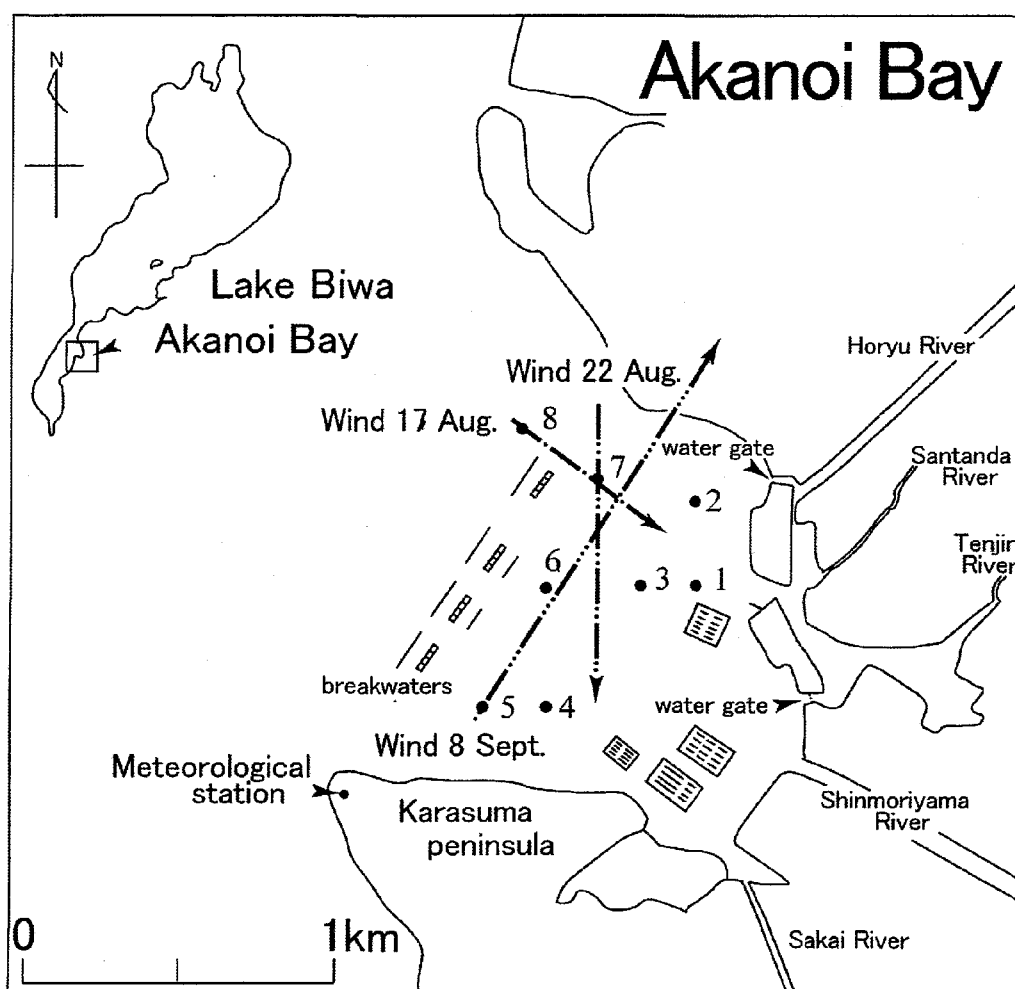 Akanoi Bay
N
Lake Biwa
Akanoi Bay
Horyu River
Wind 22 Aug.
Wind 17 Aug.
8
water gate
Santanda
River
7
2
Tenjin
River
6
3
1
breakwaters
5
4
water gate
Wind 8 Sept.
Meteorological
station
Karasuma
peninsula
Shinmoriyama
River
0
1km
Sakai River